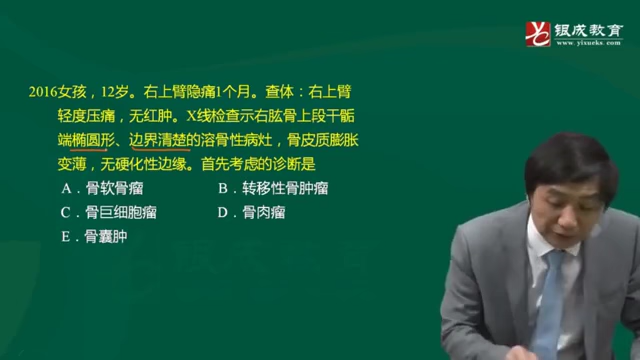 银成教育
www.yixueks.com
2016女孩，12岁。右上臂隐痛1个月。查体：右上臂
轻度压痛，无红肿。X线检查示右肱骨上段干骺
端椭圆形、边界清楚的溶骨性病灶，骨皮质膨胀
变薄，无硬化性边缘。首先考虑的诊断是
A．骨软骨瘤 B．转移性骨肿瘤
C．骨巨细胞瘤 D．骨肉瘤
E．骨囊肿